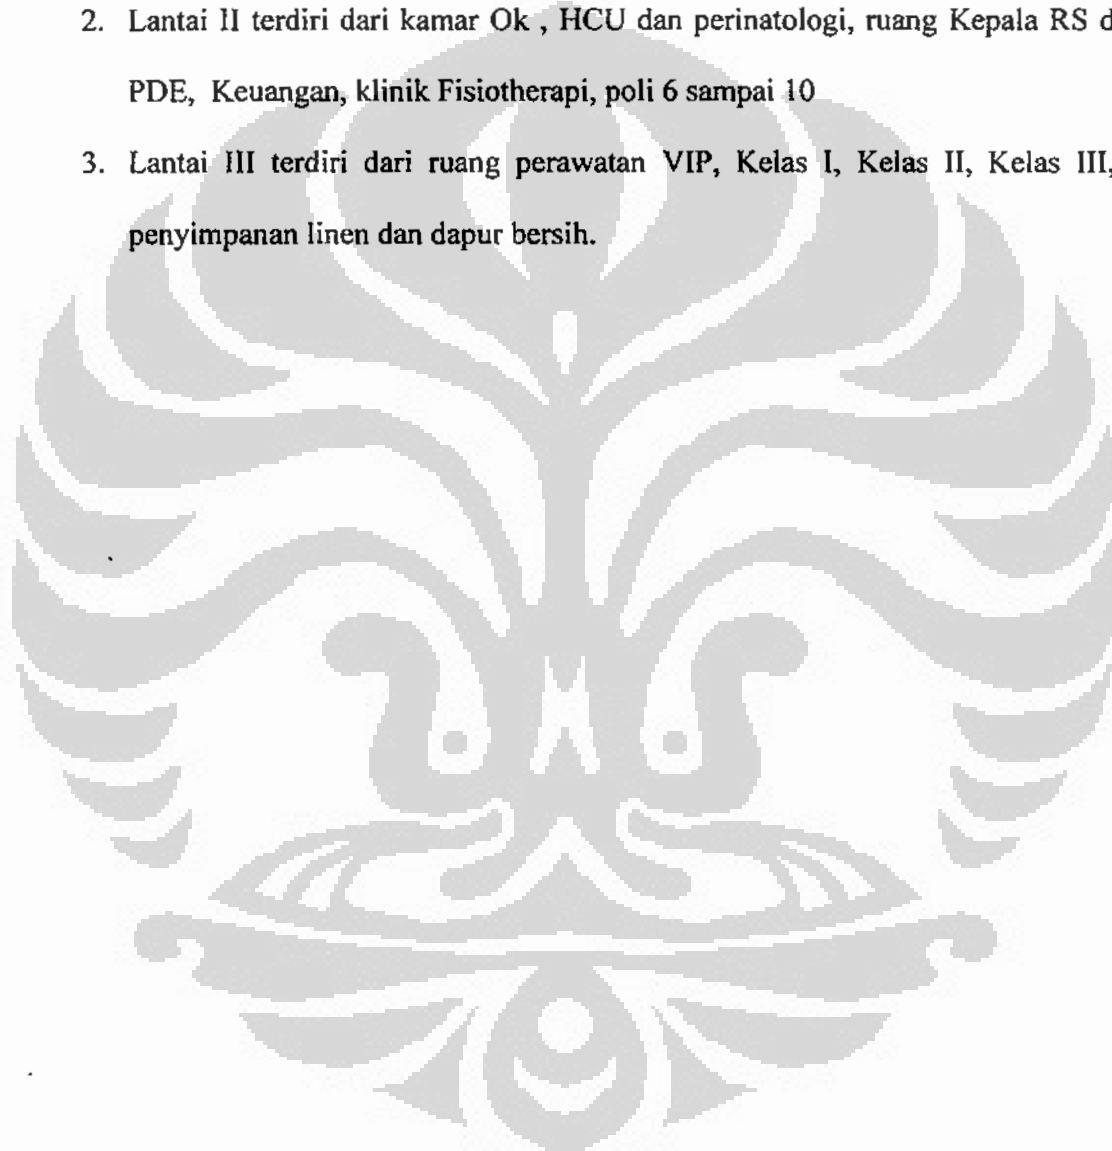 2. Lantai II terdiri dari kamar Ok , HCU dan perinatologi, ruang Kepala RS
PDE, Keuangan, klinik Fisiotherapi, poli 6 sampai 10
3. Lantai III terdiri dari ruang perawatan VIP, Kelas I, Kelas II, Kelas III,
penyimpanan linen dan dapur bersih.